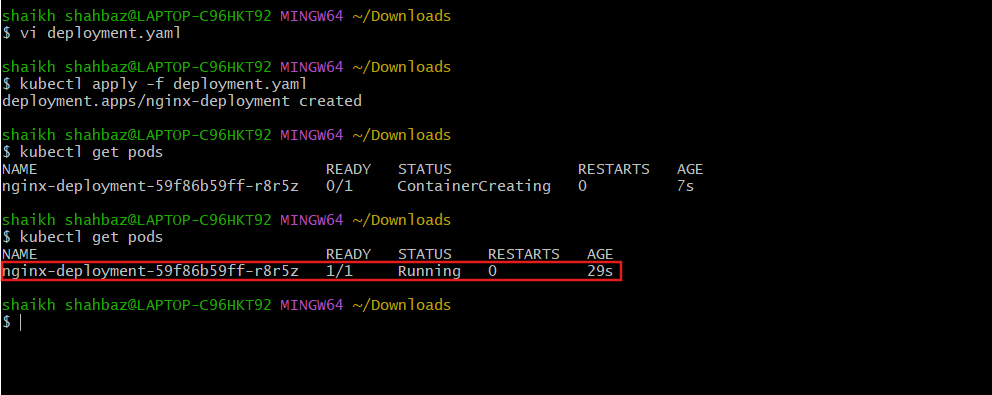 shaikh shahbaz@LAPTOP-C96HKT92 MINGW64 ~/Downloads
$ vi deployment.yaml
shaikh shahbaz@LAPTOP-C96HKT92 MINGW64 ~/Downloads
$ kubectl apply -f deployment.yaml
deployment.apps/nginx-deployment created
shaikh shahbaz@LAPTOP-C96HKT92 MINGW64 ~/Downloads
$ kubectl get pods
NAME READY STATUS RESTARTS AGE
nginx-deployment-59f86b59ff-r8r5z 0/1 ContainerCreating 0 7s
shaikh shahbaz@LAPTOP-C96HKT92 MINGW64 ~/Downloads
$ kubectl get pods
NAME READY STATUS RESTARTS AGE
nginx-deployment-59f86b59ff-r8r5z 1/1 Running 0 29s
shaikh shahbaz@LAPTOP-C96HKT92 MINGW64 ~/Downloads
$